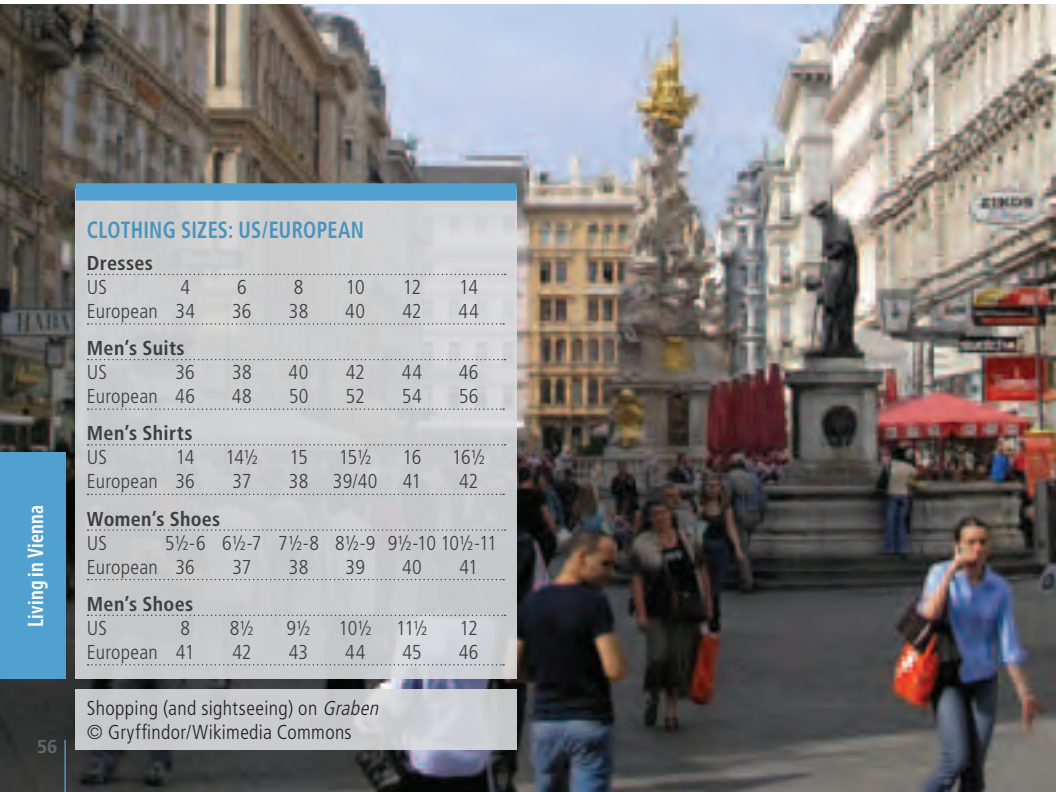 CLOTHING SIZES: US/EUROPEAN
Dresses
US 4 6 8 10 12 14
European 34 36 38 40 42 44
Men's Suits
US 36 38 40 42 44 46
European 46 48 50 52 54 56
Men's Shirts
US 14 14½ 15 15½ 16 16½
European 36 37 38 39/40 41 42
Women's Shoes
US 5½-6 6½-7 7½-8 8½-9 9½-10 10½-11
European 36 37 38 39 40 41
Men's Shoes
US 8 8½ 9½ 10½ 11½ 12
European 41 42 43 44 45 46
Shopping (and sightseeing) on Graben
© Gryffindor/Wikimedia Commons
Living in Vienna
56
HABA